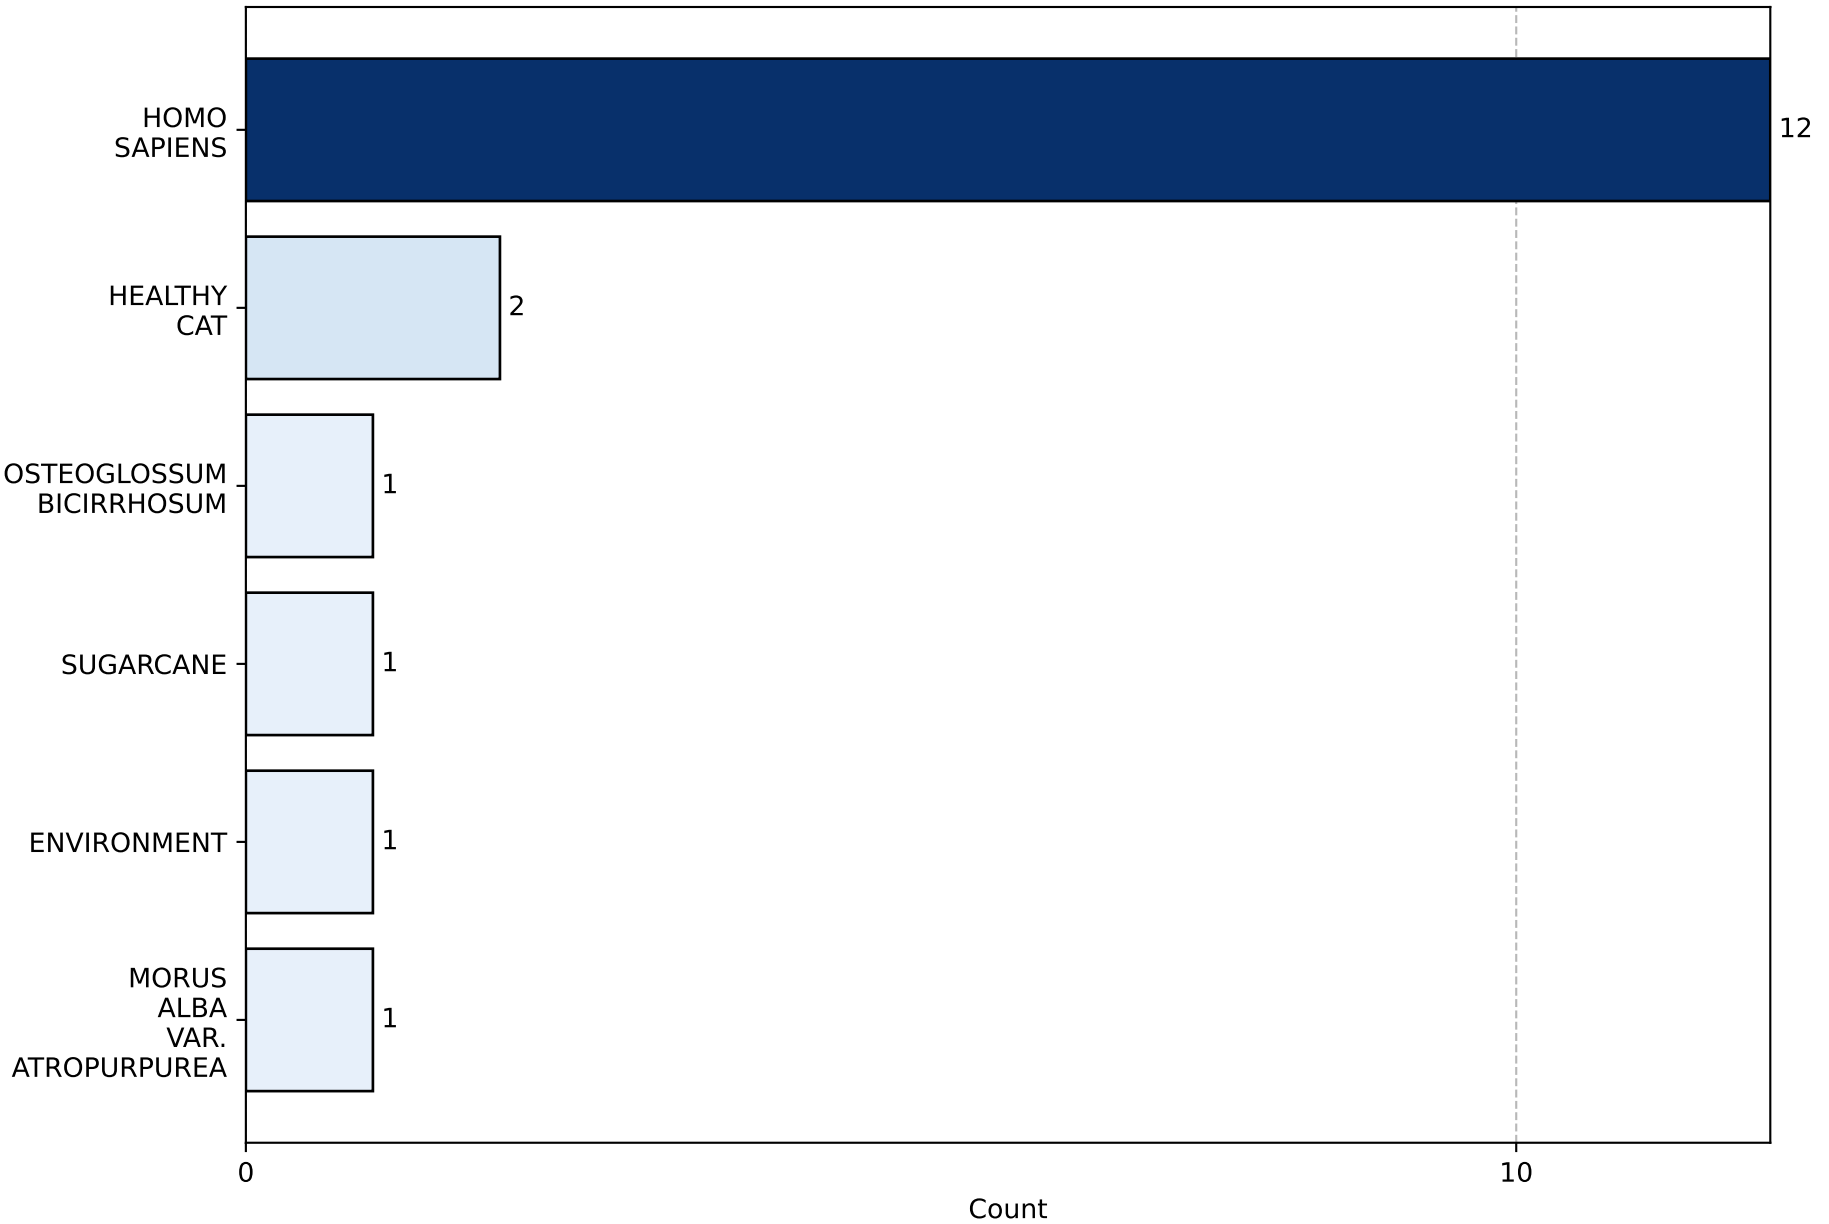 HOMO
SAPIENS
12
HEALTHY
CAT
2
OSTEOGLOSSUM
BICIRRHOSUM
1
SUGARCANE
1
ENVIRONMENT
1
MORUS
ALBA
VAR.
ATROPURPUREA
1
0
10
Count